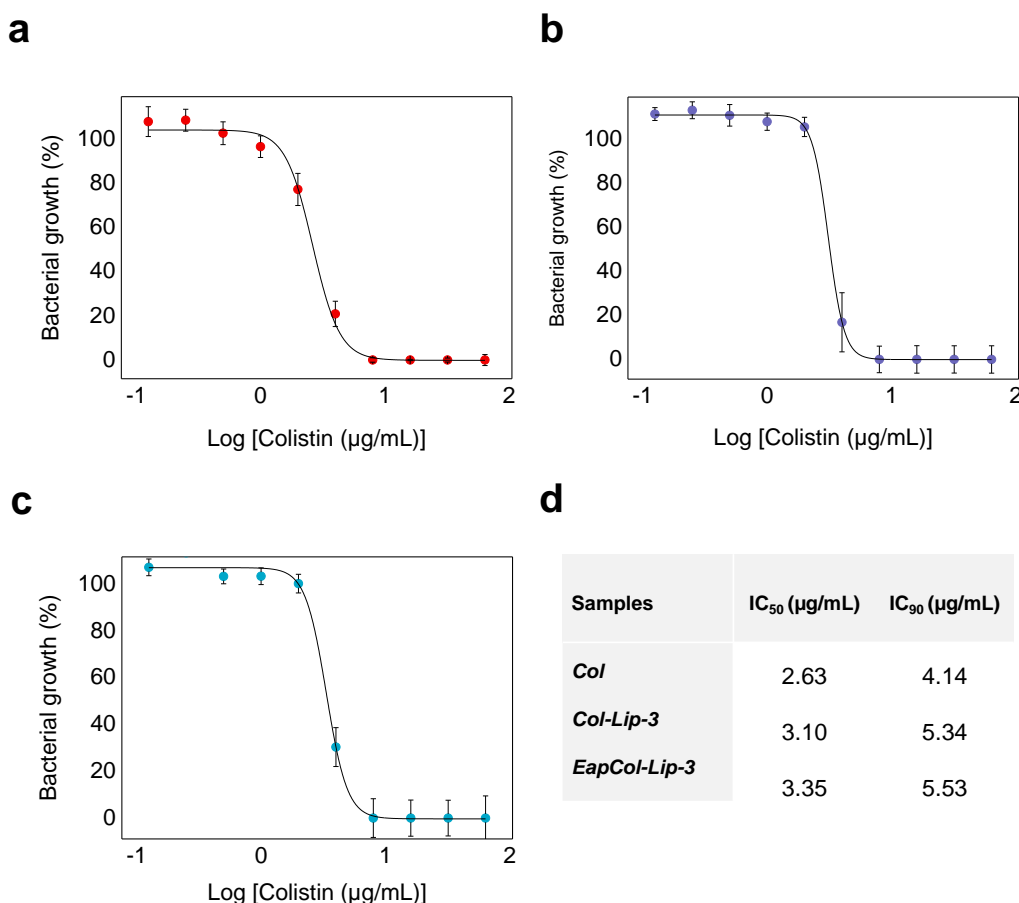 a
Bacterial growth (%)
100
80
60
40
20
0
-1 0 1 2
Log [Colistin (µg/mL)]
b
Bacterial growth (%)
100
80
60
40
20
0
-1 0 1 2
Log [Colistin (µg/mL)]
c
Bacterial growth (%)
100
80
60
40
20
0
-1 0 1 2
Log [Colistin (µg/mL)]
d
Samples IC50 (µg/mL) IC90 (µg/mL)
Col 2.63 4.14
Col-Lip-3 3.10 5.34
EapCol-Lip-3 3.35 5.53